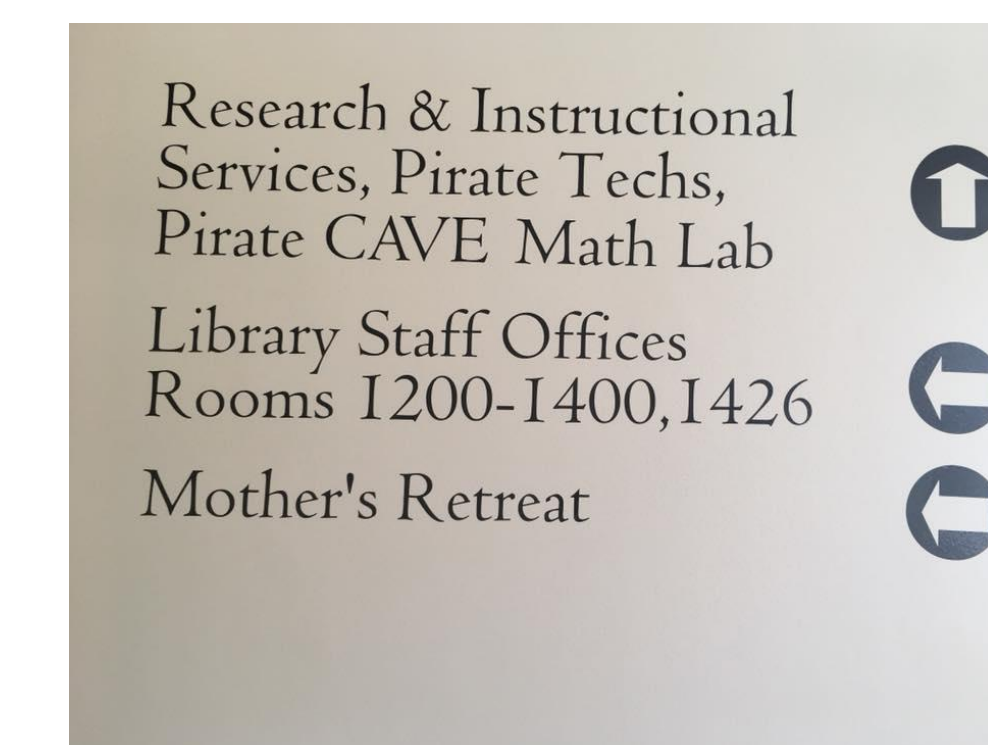 Research & Instructional
Services, Pirate Techs,
Pirate CAVE Math Lab
Library Staff Offices
Rooms 1200-1400,1426
Mother's Retreat